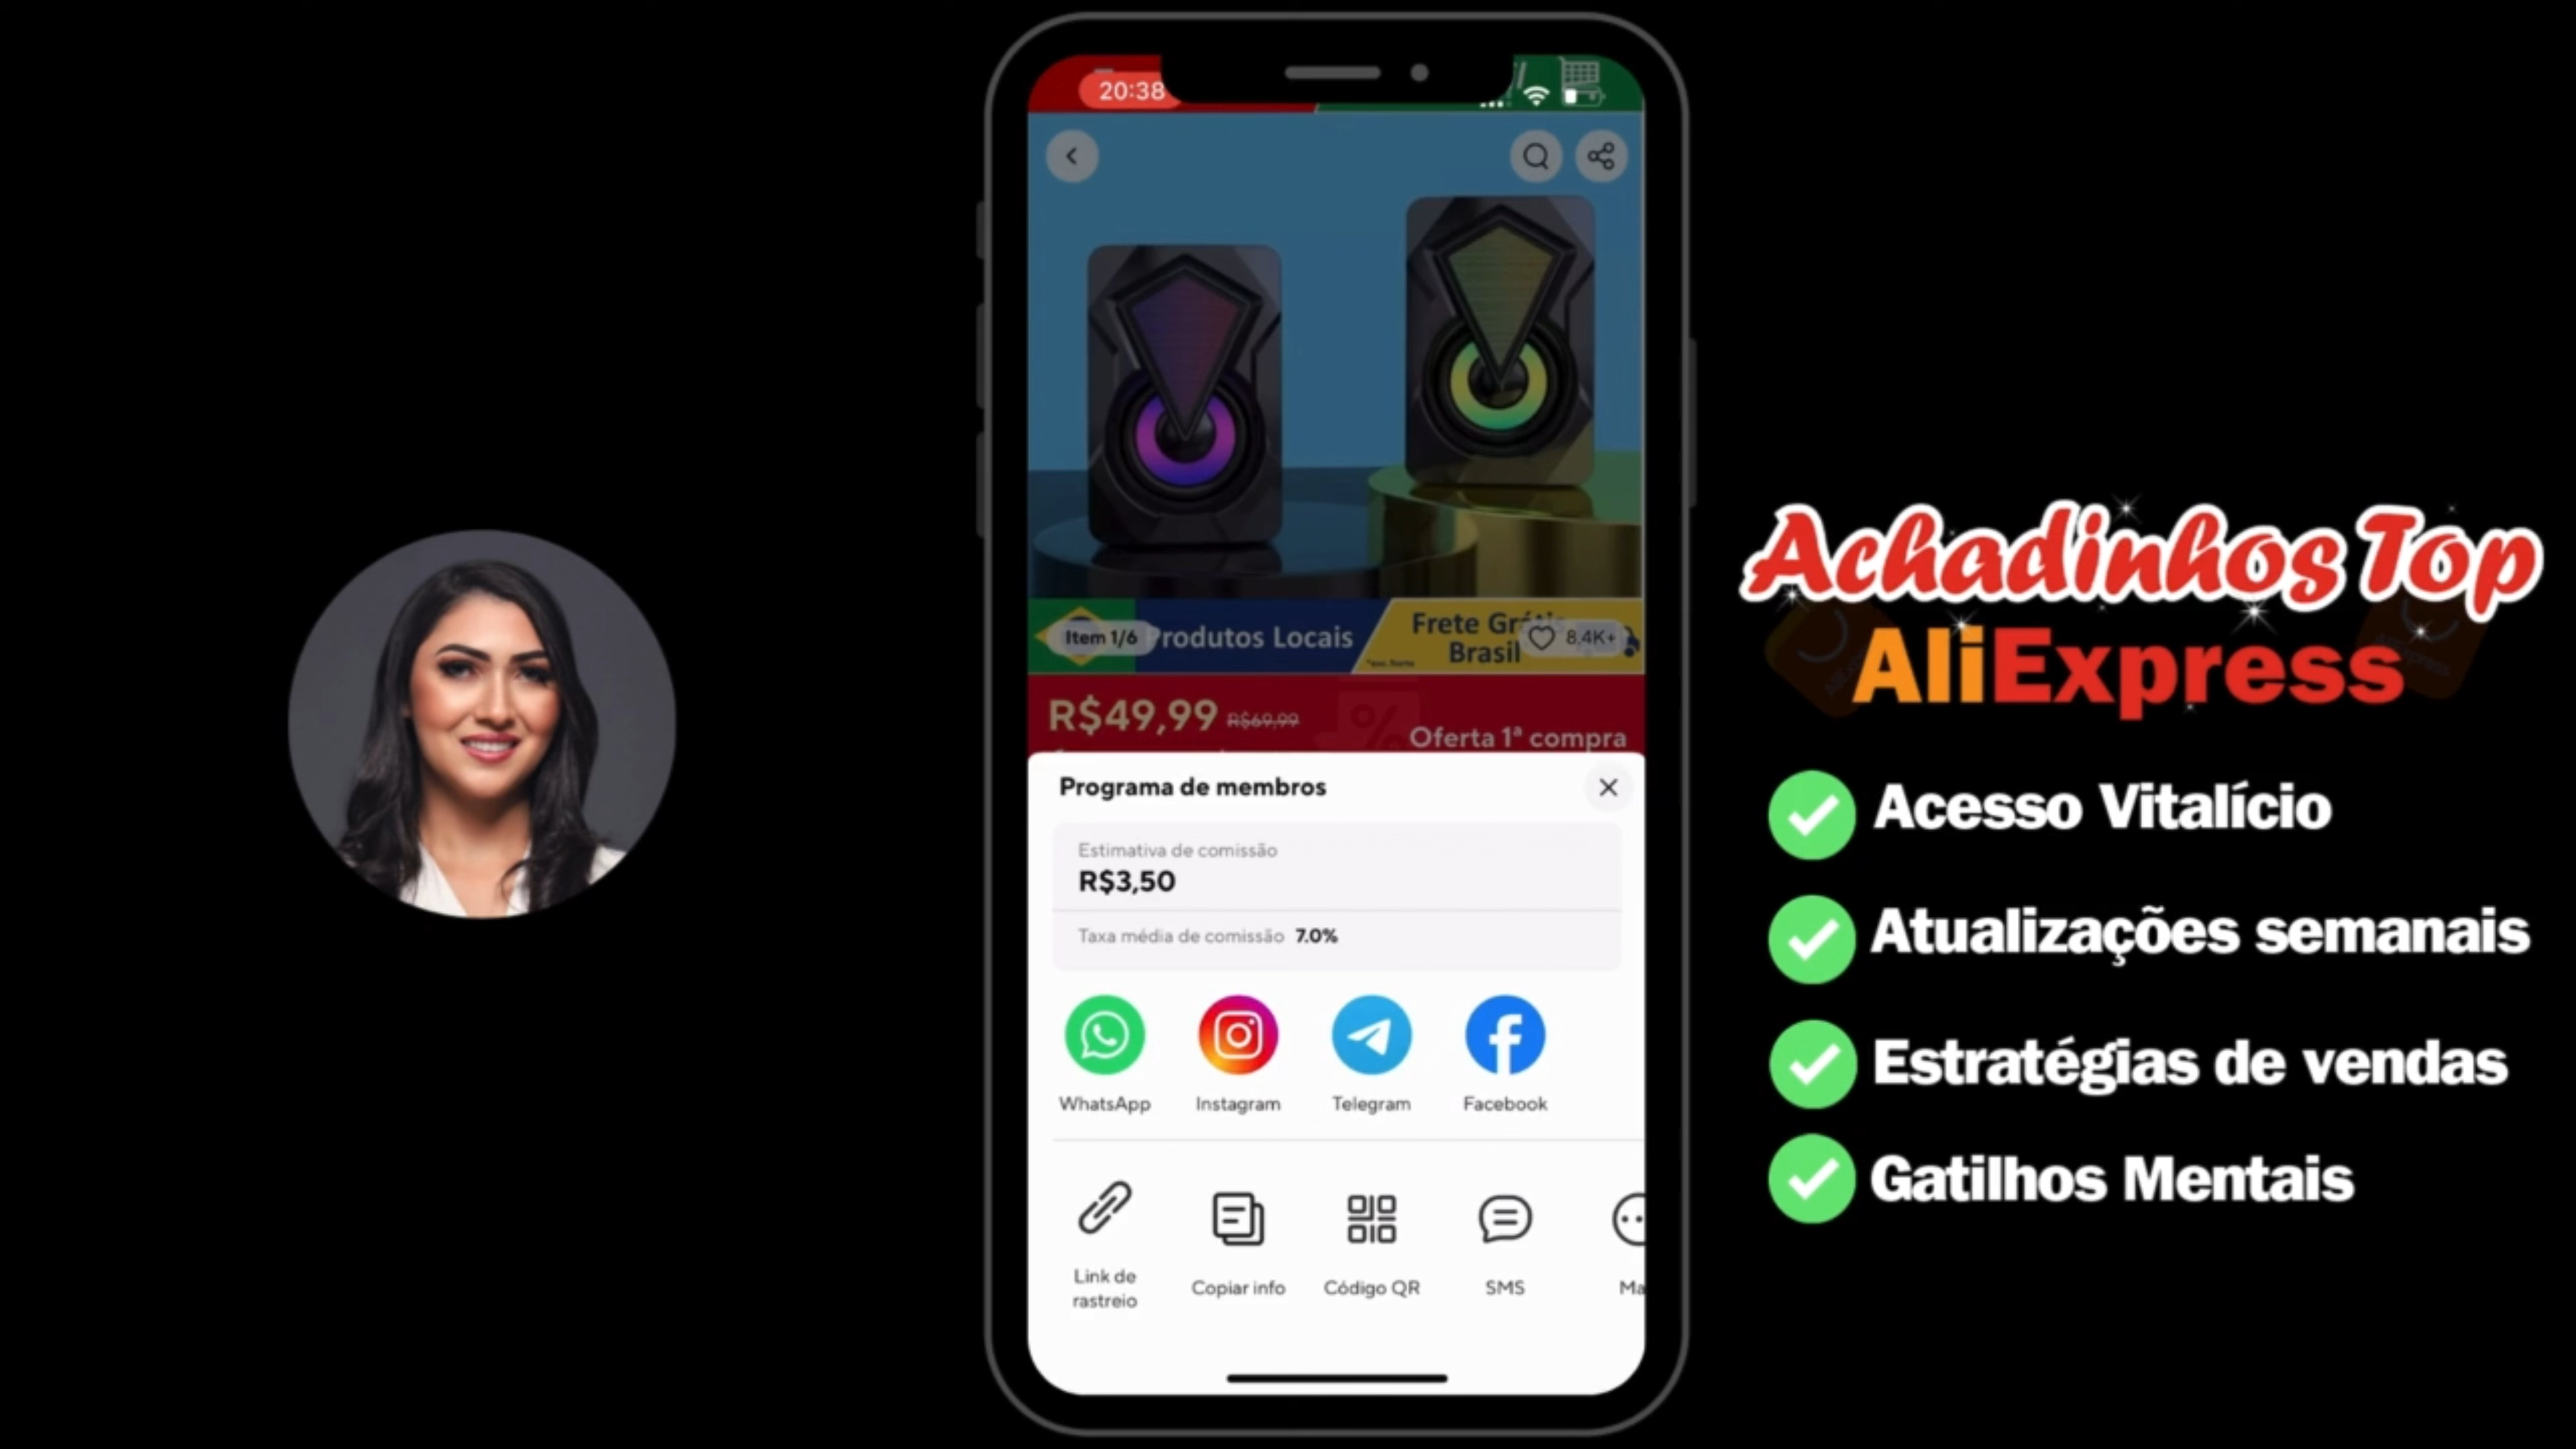 20:38
Item 1/6
Produtos Locais
Frete
Brasil
8.4K+
R$49,99 R$69,99
Oferta 1ª compra
Programa de membros
Estimativa de comissão
R$3,50
Taxa média de comissão 7.0%
WhatsApp
Instagram
Telegram
Facebook
Link de
rastreio
Copiar info
Código QR
SMS
Achadinhos Top
AliExpress
Acesso Vitalício
Atualizações semanais
Estratégias de vendas
Gatilhos Mentais